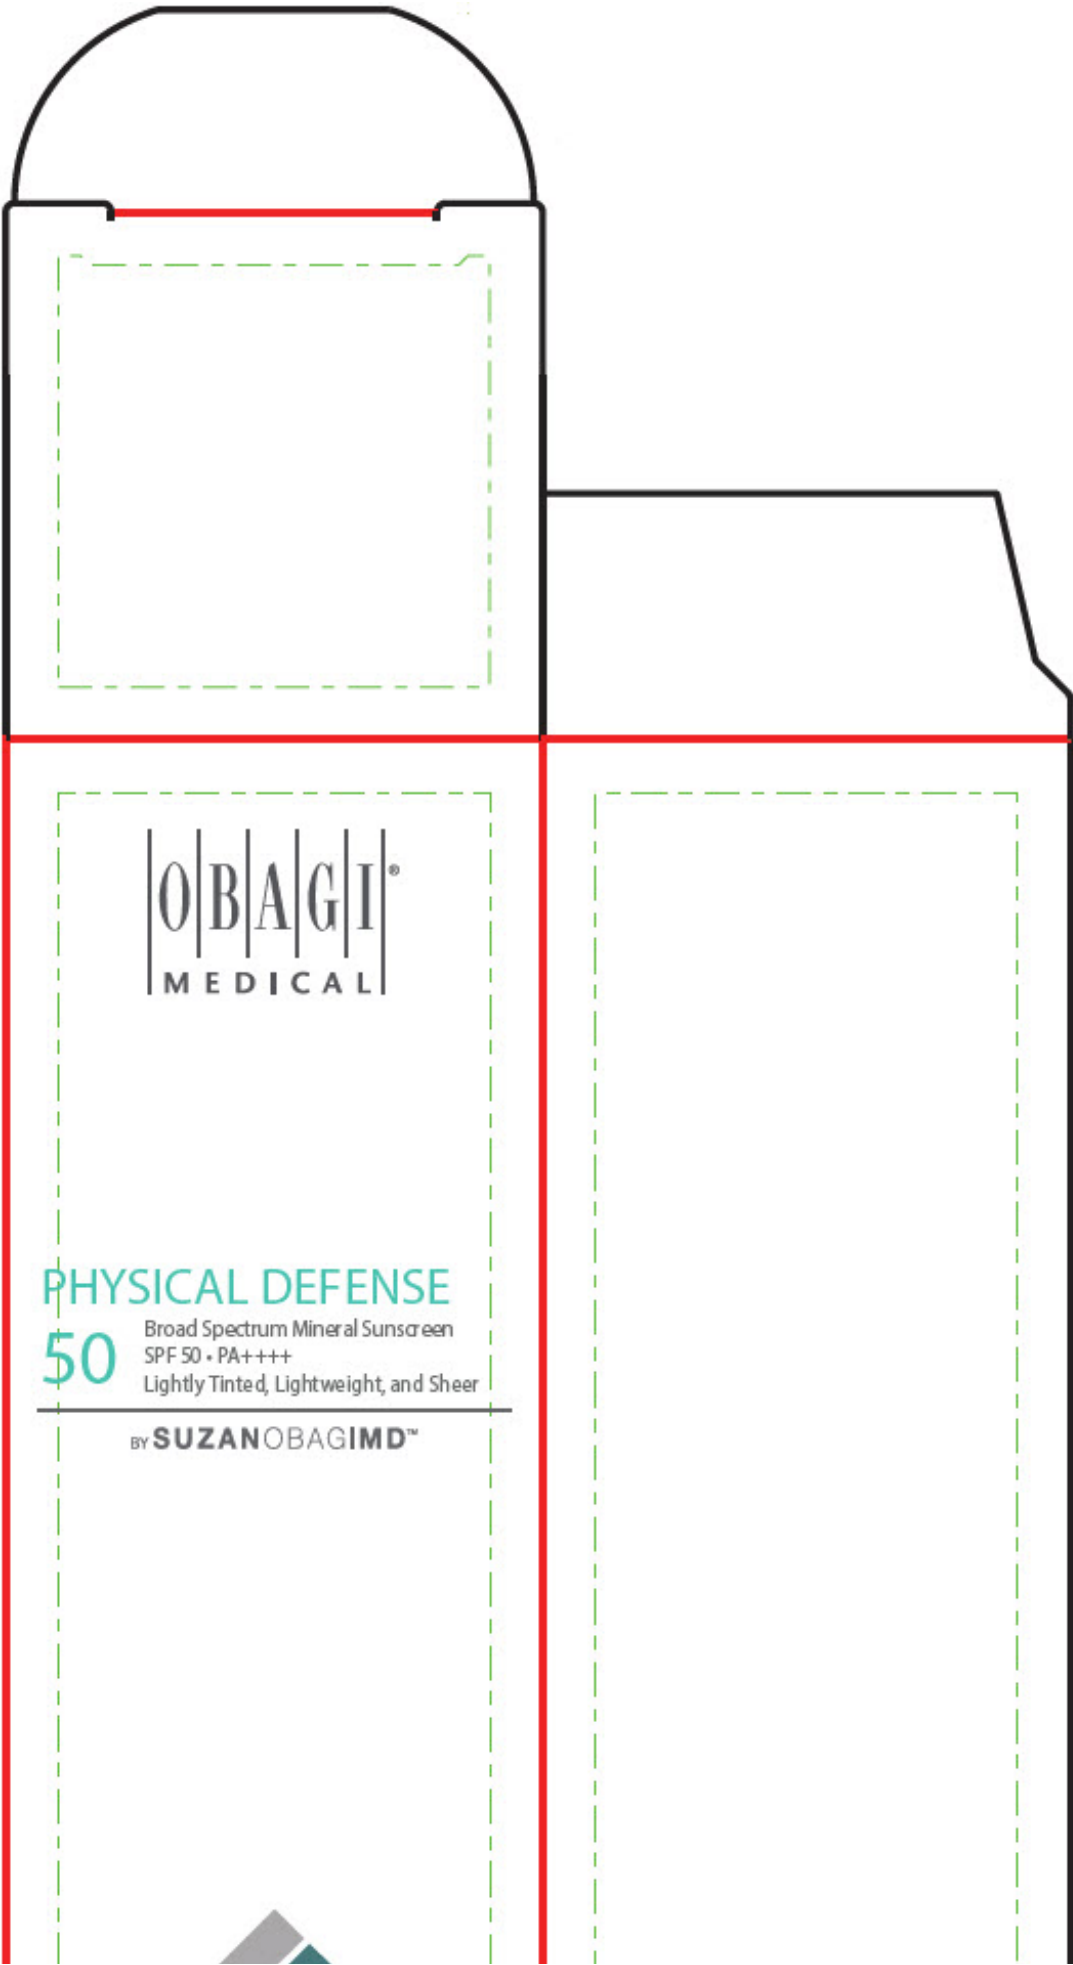 OBAGI®
MEDICAL
PHYSICAL DEFENSE
50
Broad Spectrum Mineral Sunscreen
SPF 50 • PA++++
Lightly Tinted, Lightweight, and Sheer
BY SUZANOBAGIMD™